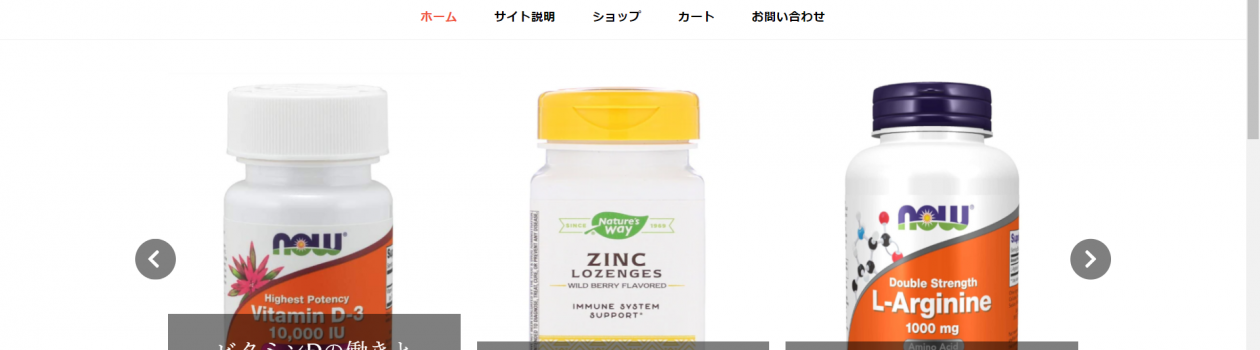 ホーム サイト説明 ショップ カート お問い合わせ
NOW
Highest Potency
Vitamin D-3
10,000 IU
ビタミンDの働きと
SINCE Nature's Way 1969
ZINC
LOZENGES
WILD BERRY FLAVORED
IMMUNE SYSTEM
SUPPORT*
NOW
Double Strength
L-Arginine
1000 mg
Amino Acid